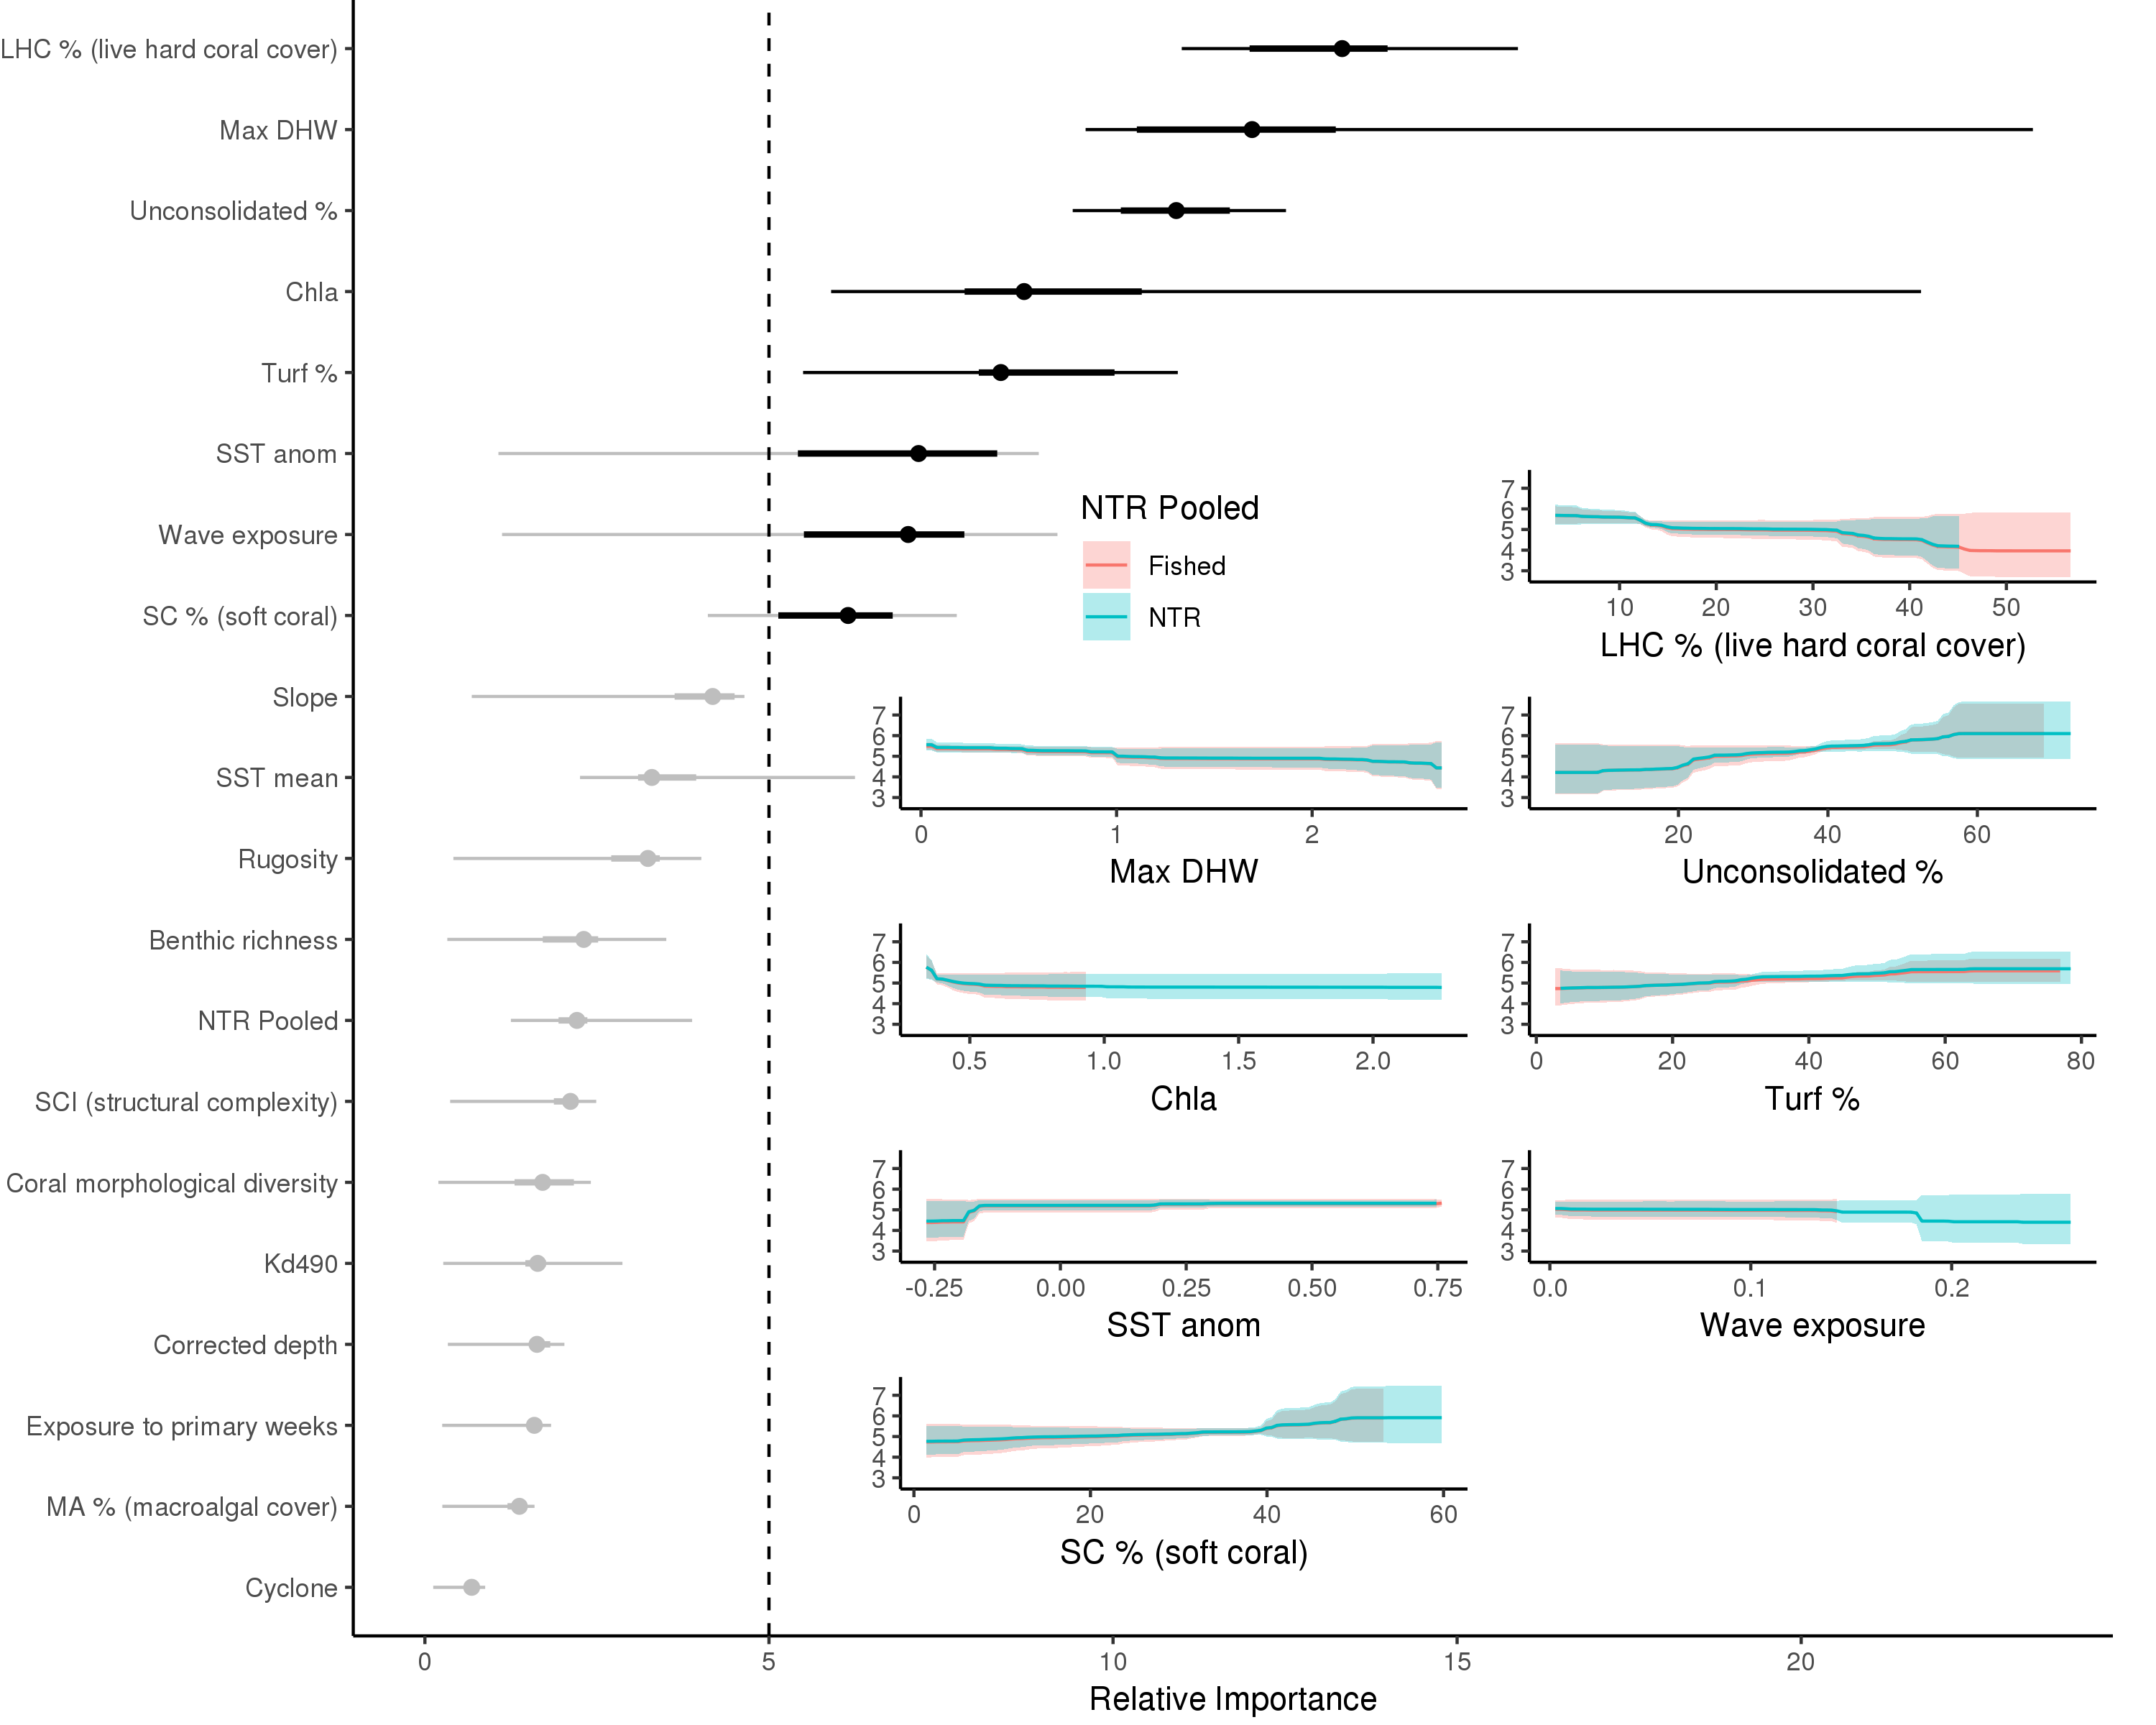 LHC % (live hard coral cover)
Max DHW
Unconsolidated %
Chla
Turf %
SST anom
Wave exposure
SC % (soft coral)
Slope
SST mean
Rugosity
Benthic richness
NTR Pooled
SCI (structural complexity)
Coral morphological diversity
Kd490
Corrected depth
Exposure to primary weeks
MA % (macroalgal cover)
Cyclone
0 5 10 15 20
Relative Importance
NTR Pooled
Fished
NTR
7
6
5
4
3
10 20 30 40 50
LHC % (live hard coral cover)
7
6
5
4
3
0 1 2
Max DHW
7
6
5
4
3
20 40 60
Unconsolidated %
7
6
5
4
3
0.5 1.0 1.5 2.0
Chla
7
6
5
4
3
0 20 40 60 80
Turf %
7
6
5
4
3
-0.25 0.00 0.25 0.50 0.75
SST anom
7
6
5
4
3
0.0 0.1 0.2
Wave exposure
7
6
5
4
3
0 20 40 60
SC % (soft coral)